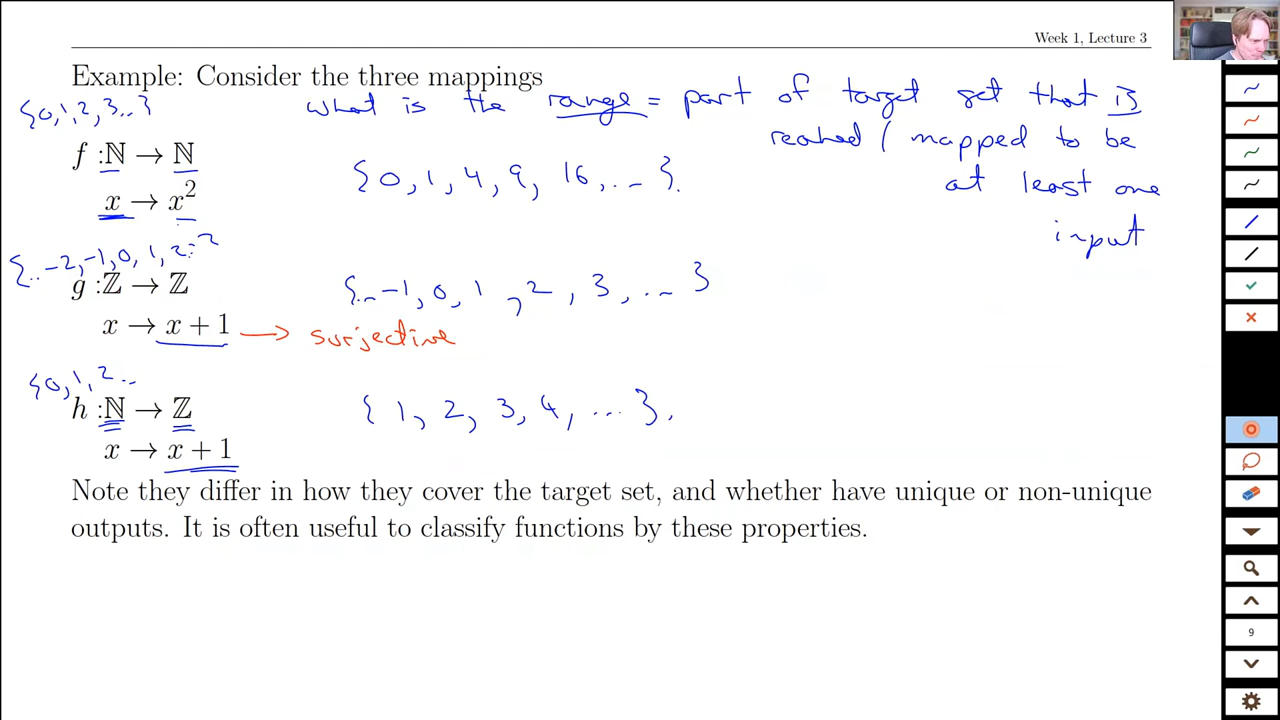 Week 1, Lecture 3
Example: Consider the three mappings
{0,1,2,3..}
what is the range = part of target set that is
reached / mapped to be
at least one
input
f : ℕ → ℕ
x → x²
{0, 1, 4, 9, 16, ... }.
{..-2,-1,0,1,2..}
g : ℤ → ℤ
x → x + 1 → surjective
{.. -1, 0, 1, 2, 3, ... }
{0,1,2..
h : ℕ → ℤ
x → x + 1
{ 1, 2, 3, 4, ... }.
Note they differ in how they cover the target set, and whether have unique or non-unique
outputs. It is often useful to classify functions by these properties.
9